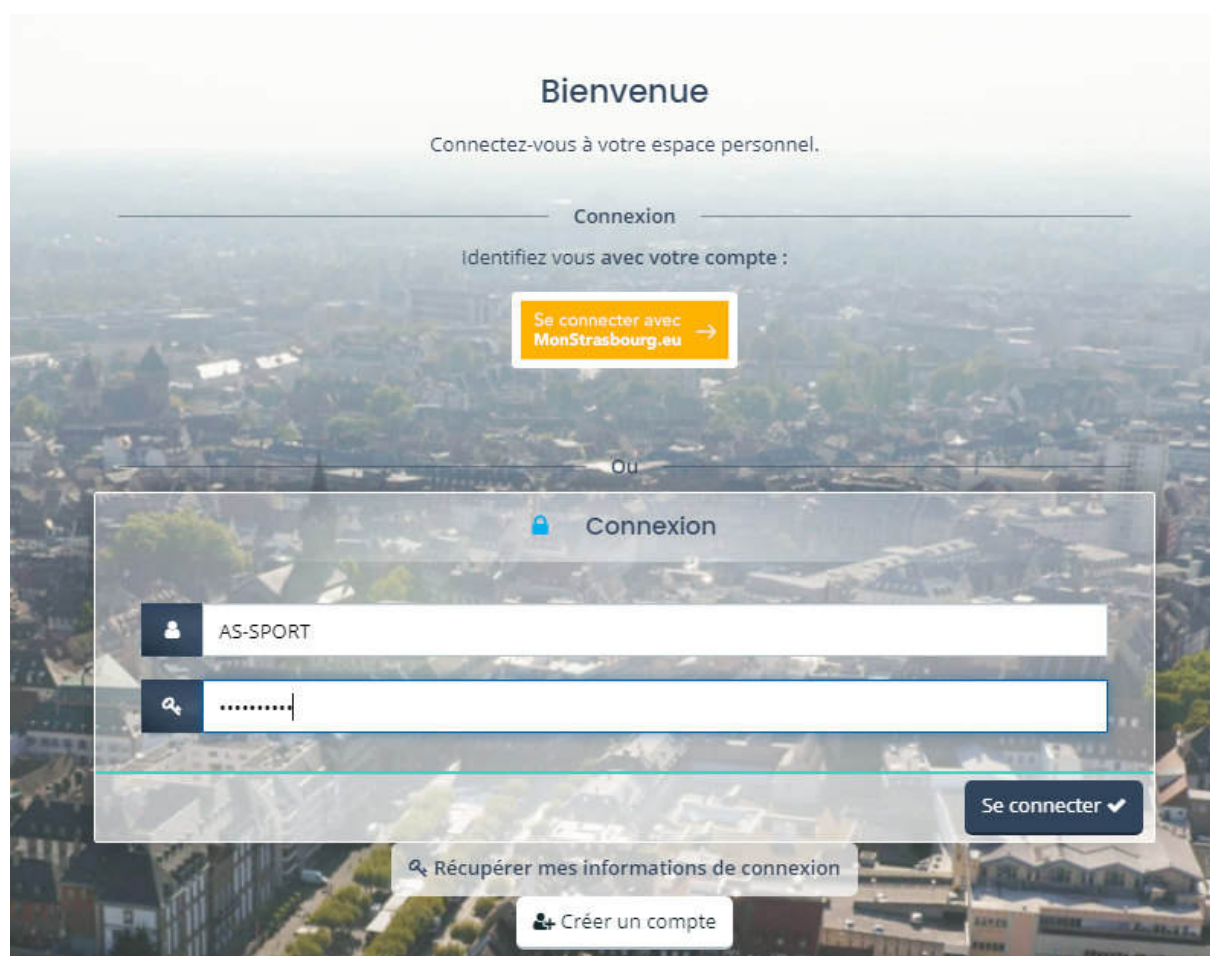 Bienvenue
Connectez-vous à votre espace personnel.
Connexion
Identifiez vous avec votre compte :
Se connecter avec
MonStrasbourg.eu →
Ou
Connexion
AS-SPORT
••••••••••
Se connecter
Récupérer mes informations de connexion
Créer un compte